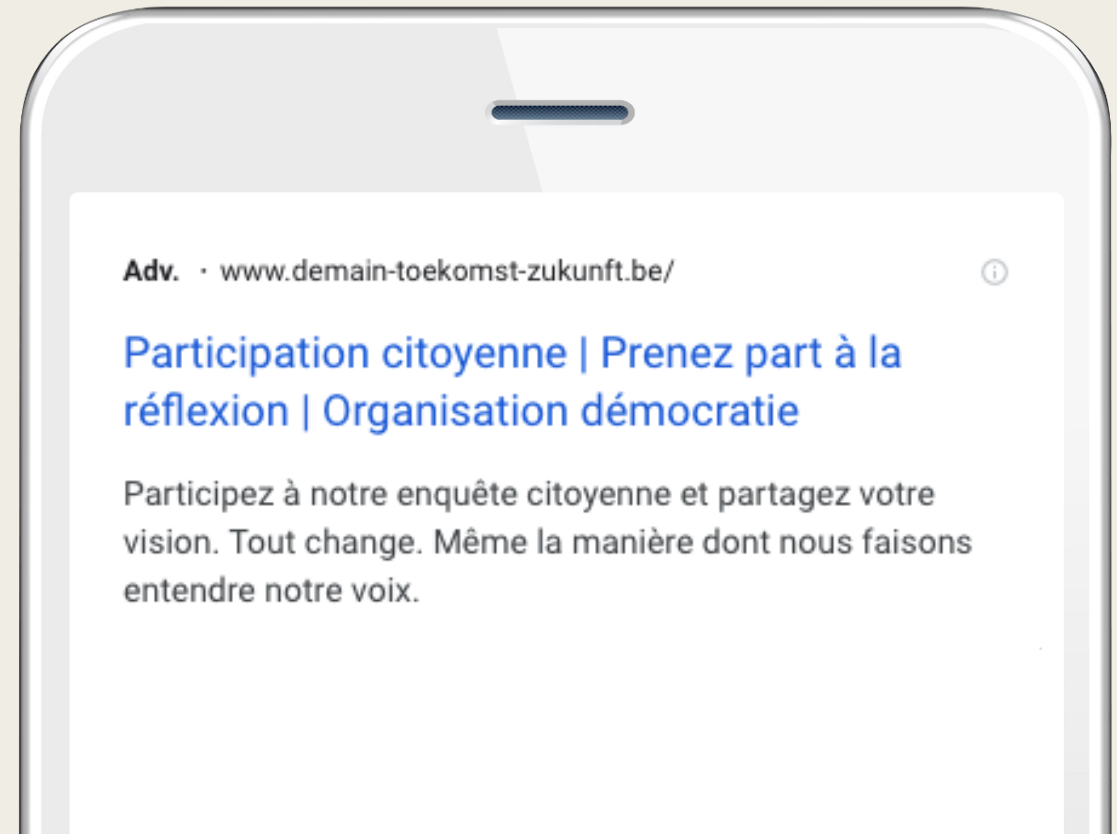 Adv. · www.demain-toekomst-zukunft.be/
Participation citoyenne | Prenez part à la
réflexion | Organisation démocratie
Participez à notre enquête citoyenne et partagez votre
vision. Tout change. Même la manière dont nous faisons
entendre notre voix.